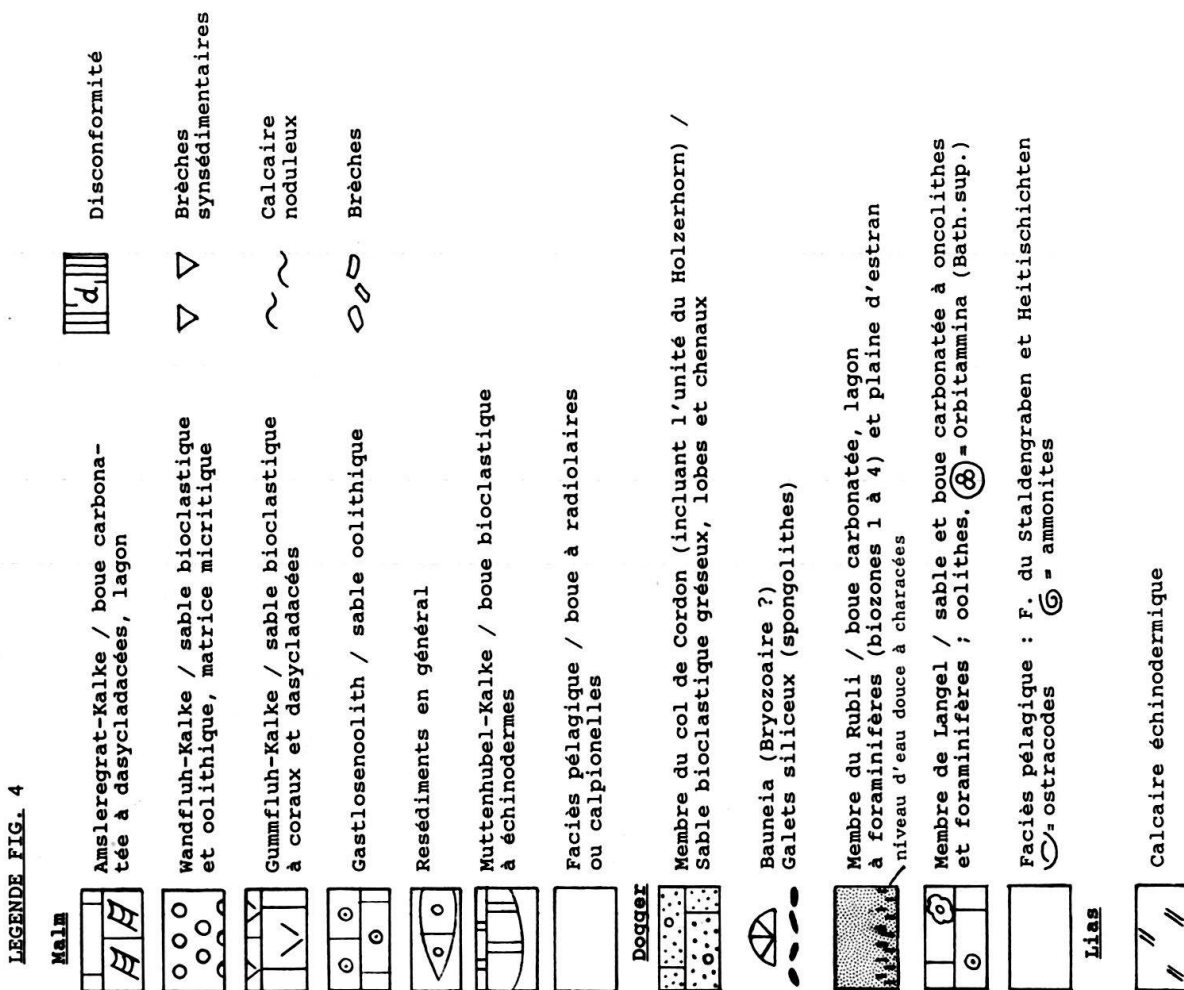 LEGENDE FIG. 4
Malm
Amsleregrat-Kalke / boue carbona-
tée à dasycladacées, lagon
Wandfluh-Kalke / sable bioclastique
et oolithique, matrice micritique
Gummfluh-Kalke / sable bioclastique
à coraux et dasycladacées
Gastlosenoolith / sable oolithique
Resédiments en général
Muttenhubel-Kalke / boue bioclastique
à échinodermes
Faciès pélagique / boue à radiolaires
ou calpionelles
d
Disconformité
Brèches
synsédimentaires
Calcaire
noduleux
Brèches
Dogger
Membre du col de Cordon (incluant l'unité du Holzerhorn) /
Sable bioclastique gréseux, lobes et chenaux
Bauneia (Bryozoaire ?)
Galets siliceux (spongolithes)
Membre du Rubli / boue carbonatée, lagon
à foraminifères (biozones 1 à 4) et plaine d'estran
niveau d'eau douce à characées
Membre de Langel / sable et boue carbonatée à oncolithes
et foraminifères ; oolithes. = Orbitammina (Bath.sup.)
Faciès pélagique : F. du Staldengraben et Heitischichten
= ostracodes = ammonites
Lias
Calcaire échinodermique